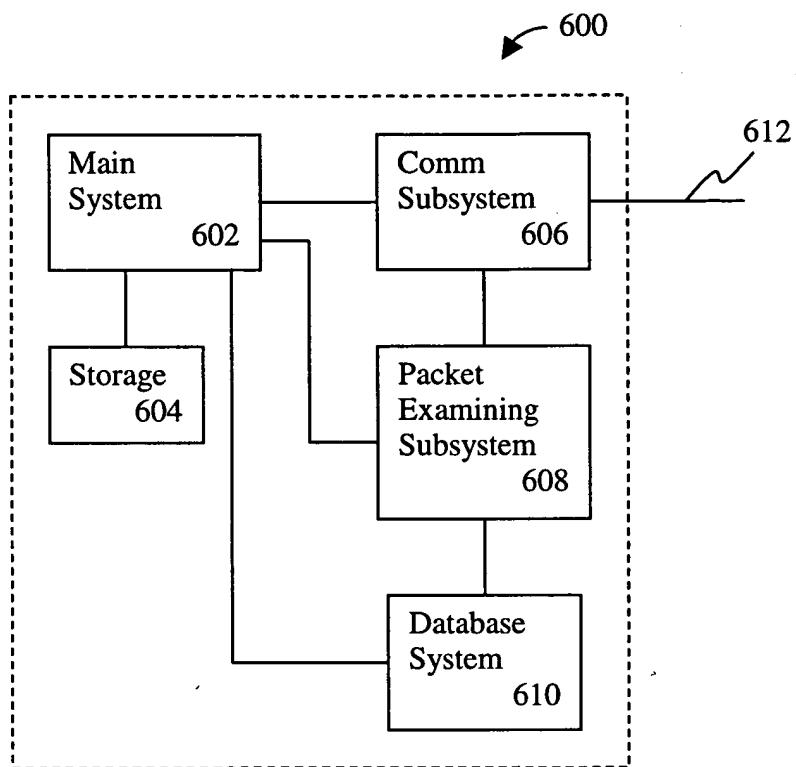 600
612
Main
System
602
Comm
Subsystem
606
Storage
604
Packet
Examining
Subsystem
608
Database
System
610